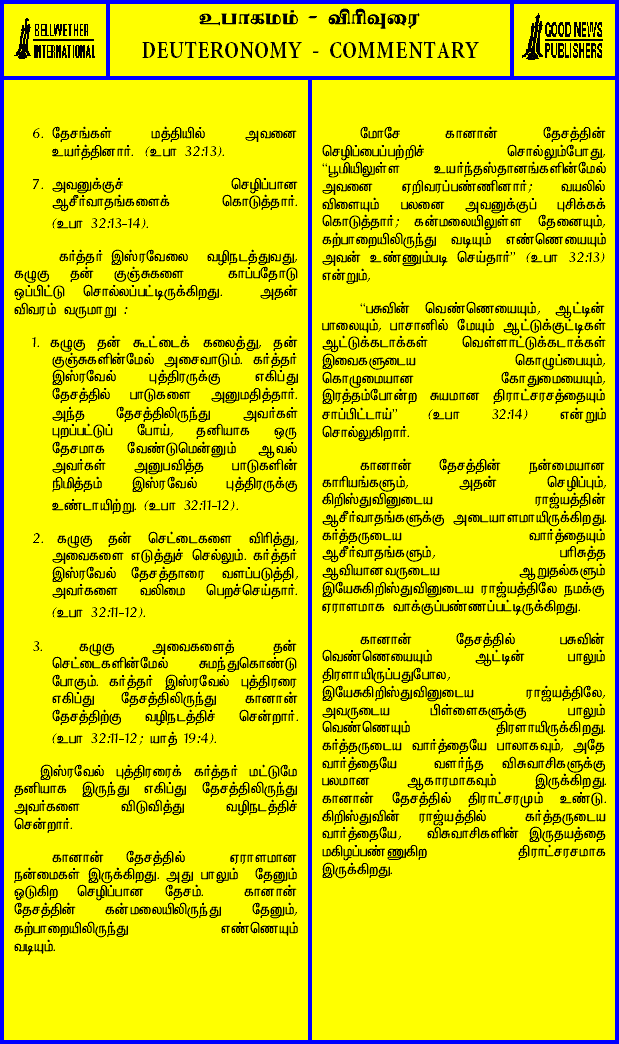 BELLWETHER
INTERNATIONAL
உபாகமம் - விரிவுரை
DEUTERONOMY - COMMENTARY
GOOD NEWS
PUBLISHERS
6. தேசங்கள் மத்தியில் அவனை
உயர்த்தினார். (உபா 32:13).
7. அவனுக்குச் செழிப்பான
ஆசீர்வாதங்களைக் கொடுத்தார்.
(உபா 32:13-14).
கர்த்தர் இஸ்ரவேலை வழிநடத்துவது,
கழுகு தன் குஞ்சுகளை காப்பதோடு
ஒப்பிட்டு சொல்லப்பட்டிருக்கிறது. அதன்
விவரம் வருமாறு :
1. கழுகு தன் கூட்டைக் கலைத்து, தன்
குஞ்சுகளின்மேல் அசைவாடும். கர்த்தர்
இஸ்ரவேல் புத்திரருக்கு எகிப்து
தேசத்தில் பாடுகளை அனுமதித்தார்.
அந்த தேசத்திலிருந்து அவர்கள்
புறப்பட்டுப் போய், தனியாக ஒரு
தேசமாக வேண்டுமென்னும் ஆவல்
அவர்கள் அனுபவித்த பாடுகளின்
நிமித்தம் இஸ்ரவேல் புத்திரருக்கு
உண்டாயிற்று. (உபா 32:11-12).
2. கழுகு தன் செட்டைகளை விரித்து,
அவைகளை எடுத்துச் செல்லும். கர்த்தர்
இஸ்ரவேல் தேசத்தாரை வளப்படுத்தி,
அவர்களை வலிமை பெறச்செய்தார்.
(உபா 32:11-12).
3. கழுகு அவைகளைத் தன்
செட்டைகளின்மேல் சுமந்துகொண்டு
போகும். கர்த்தர் இஸ்ரவேல் புத்திரரை
எகிப்து தேசத்திலிருந்து கானான்
தேசத்திற்கு வழிநடத்திச் சென்றார்.
(உபா 32:11-12; யாத் 19:4).
இஸ்ரவேல் புத்திரரைக் கர்த்தர் மட்டுமே
தனியாக இருந்து எகிப்து தேசத்திலிருந்து
அவர்களை விடுவித்து வழிநடத்திச்
சென்றார்.
கானான் தேசத்தில் ஏராளமான
நன்மைகள் இருக்கிறது. அது பாலும் தேனும்
ஓடுகிற செழிப்பான தேசம். கானான்
தேசத்தின் கன்மலையிலிருந்து தேனும்,
கற்பாறையிலிருந்து எண்ணெயும்
வடியும்.
மோசே கானான் தேசத்தின்
செழிப்பைப்பற்றிச் சொல்லும்போது,
“பூமியிலுள்ள உயர்ந்தஸ்தானங்களின்மேல்
அவனை ஏறிவரப்பண்ணினார்; வயலில்
விளையும் பலனை அவனுக்குப் புசிக்கக்
கொடுத்தார்; கன்மலையிலுள்ள தேனையும்,
கற்பாறையிலிருந்து வடியும் எண்ணெயையும்
அவன் உண்ணும்படி செய்தார்” (உபா 32:13)
என்றும்,
“பசுவின் வெண்ணெயையும், ஆட்டின்
பாலையும், பாசானில் மேயும் ஆட்டுக்குட்டிகள்
ஆட்டுக்கடாக்கள் வெள்ளாட்டுக்கடாக்கள்
இவைகளுடைய கொழுப்பையும்,
கொழுமையான கோதுமையையும்,
இரத்தம்போன்ற சுயமான திராட்சரசத்தையும்
சாப்பிட்டாய்” (உபா 32:14) என்றும்
சொல்லுகிறார்.
கானான் தேசத்தின் நன்மையான
காரியங்களும், அதன் செழிப்பும்,
கிறிஸ்துவினுடைய ராஜ்யத்தின்
ஆசீர்வாதங்களுக்கு அடையாளமாயிருக்கிறது.
கர்த்தருடைய வார்த்தையும்
ஆசீர்வாதங்களும், பரிசுத்த
ஆவியானவருடைய ஆறுதல்களும்
இயேசுகிறிஸ்துவினுடைய ராஜ்யத்திலே நமக்கு
ஏராளமாக வாக்குப்பண்ணப்பட்டிருக்கிறது.
கானான் தேசத்தில் பசுவின்
வெண்ணெயையும் ஆட்டின் பாலும்
திரளாயிருப்பதுபோல,
இயேசுகிறிஸ்துவினுடைய ராஜ்யத்திலே,
அவருடைய பிள்ளைகளுக்கு பாலும்
வெண்ணெயும் திரளாயிருக்கிறது.
கர்த்தருடைய வார்த்தையே பாலாகவும், அதே
வார்த்தையே வளர்ந்த விசுவாசிகளுக்கு
பலமான ஆகாரமாகவும் இருக்கிறது.
கானான் தேசத்தில் திராட்சரமும் உண்டு.
கிறிஸ்துவின் ராஜ்யத்தில் கர்த்தருடைய
வார்த்தையே, விசுவாசிகளின் இருதயத்தை
மகிழப்பண்ணுகிற திராட்சரசமாக
இருக்கிறது.